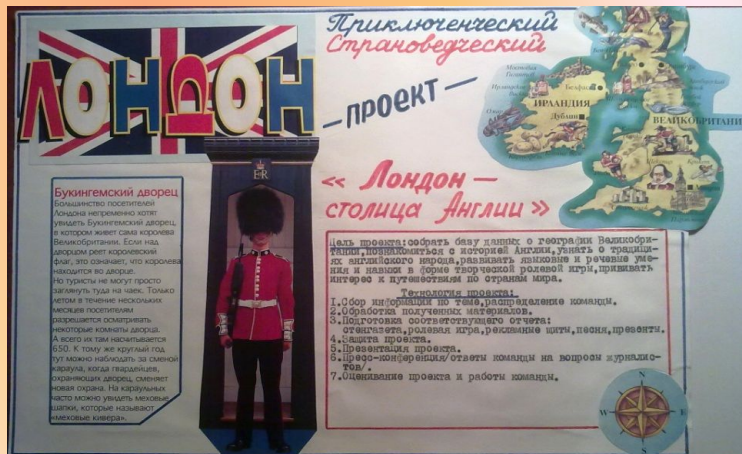 ЛОНДОН
Приключенческий
Страноведческий
— проект —
« Лондон —
столица Англии »
ИРЛАНДИЯ
Белфаст
Дублин
ВЕЛИКОБРИТАНИЯ
E R
Букингемский дворец
Большинство посетителей
Лондона непременно хотят
увидеть Букингемский дворец,
в котором живет сама королева
Великобритании. Если над
дворцом реет королевский
флаг, это означает, что королева
находится во дворце.
Но туристы не могут просто
заглянуть туда на чаек. Только
летом в течение нескольких
месяцев посетителям
разрешается осматривать
некоторые комнаты дворца.
А всего их там насчитывается
650. К тому же круглый год
тут можно наблюдать за сменой
караула, когда гвардейцев,
охраняющих дворец, сменяет
новая охрана. На караульных
часто можно увидеть меховые
шапки, которые называют
«меховые кивера».
Цель проекта:собрать базу данных о географии Великобри-
тании,познакомиться с историей Англии,узнать о традици-
ях английского народа,развивать языковые и речевые уме-
ния и навыки в форме творческой ролевой игры,прививать
интерес к путешествиям по странам мира.
Технология проекта:
1.Сбор информации по теме,распределение команды.
2.Обработка полученных материалов.
3.Подготовка соответствующего отчета:
стенгазета,ролевая игра,рекламные щиты,песня,презенты.
4.Защита проекта.
5.Презентация проекта.
6.Пресс-конференция/ответы команды на вопросы журналис-
тов/.
7.Оценивание проекта и работы команды.
N
W E
S